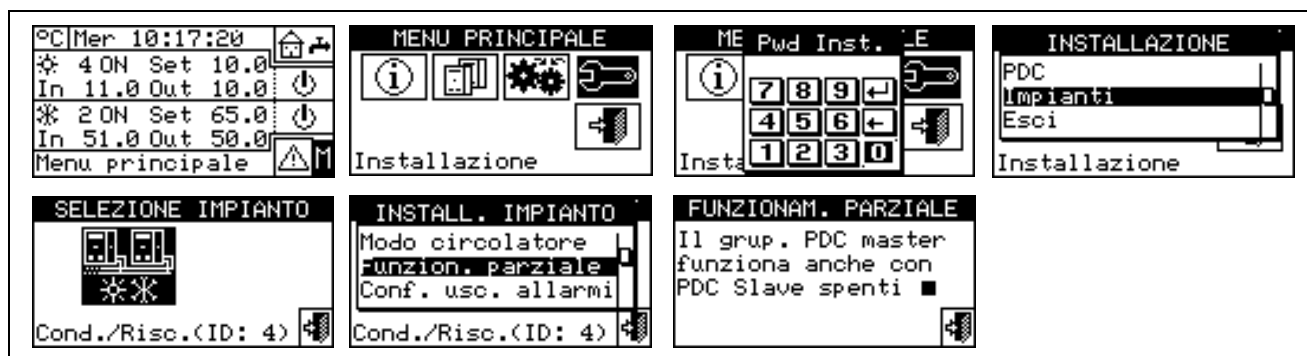 °C Mer 10:17:20
4 ON Set 10.0
In 11.0 Out 10.0
2 ON Set 65.0
In 51.0 Out 50.0
Menu principale M
MENU PRINCIPALE
i
Installazione
ME Pwd Inst. LE
i
7 8 9
4 5 6
1 2 3 0
Insta
INSTALLAZIONE
PDC
Impianti
Esci
Installazione
SELEZIONE IMPIANTO
Cond./Risc.(ID: 4)
INSTALL. IMPIANTO
Modo circolatore
Funzion. parziale
Conf. usc. allarmi
Cond./Risc.(ID: 4)
FUNZIONAM. PARZIALE
Il grup. PDC master
funziona anche con
PDC Slave spenti